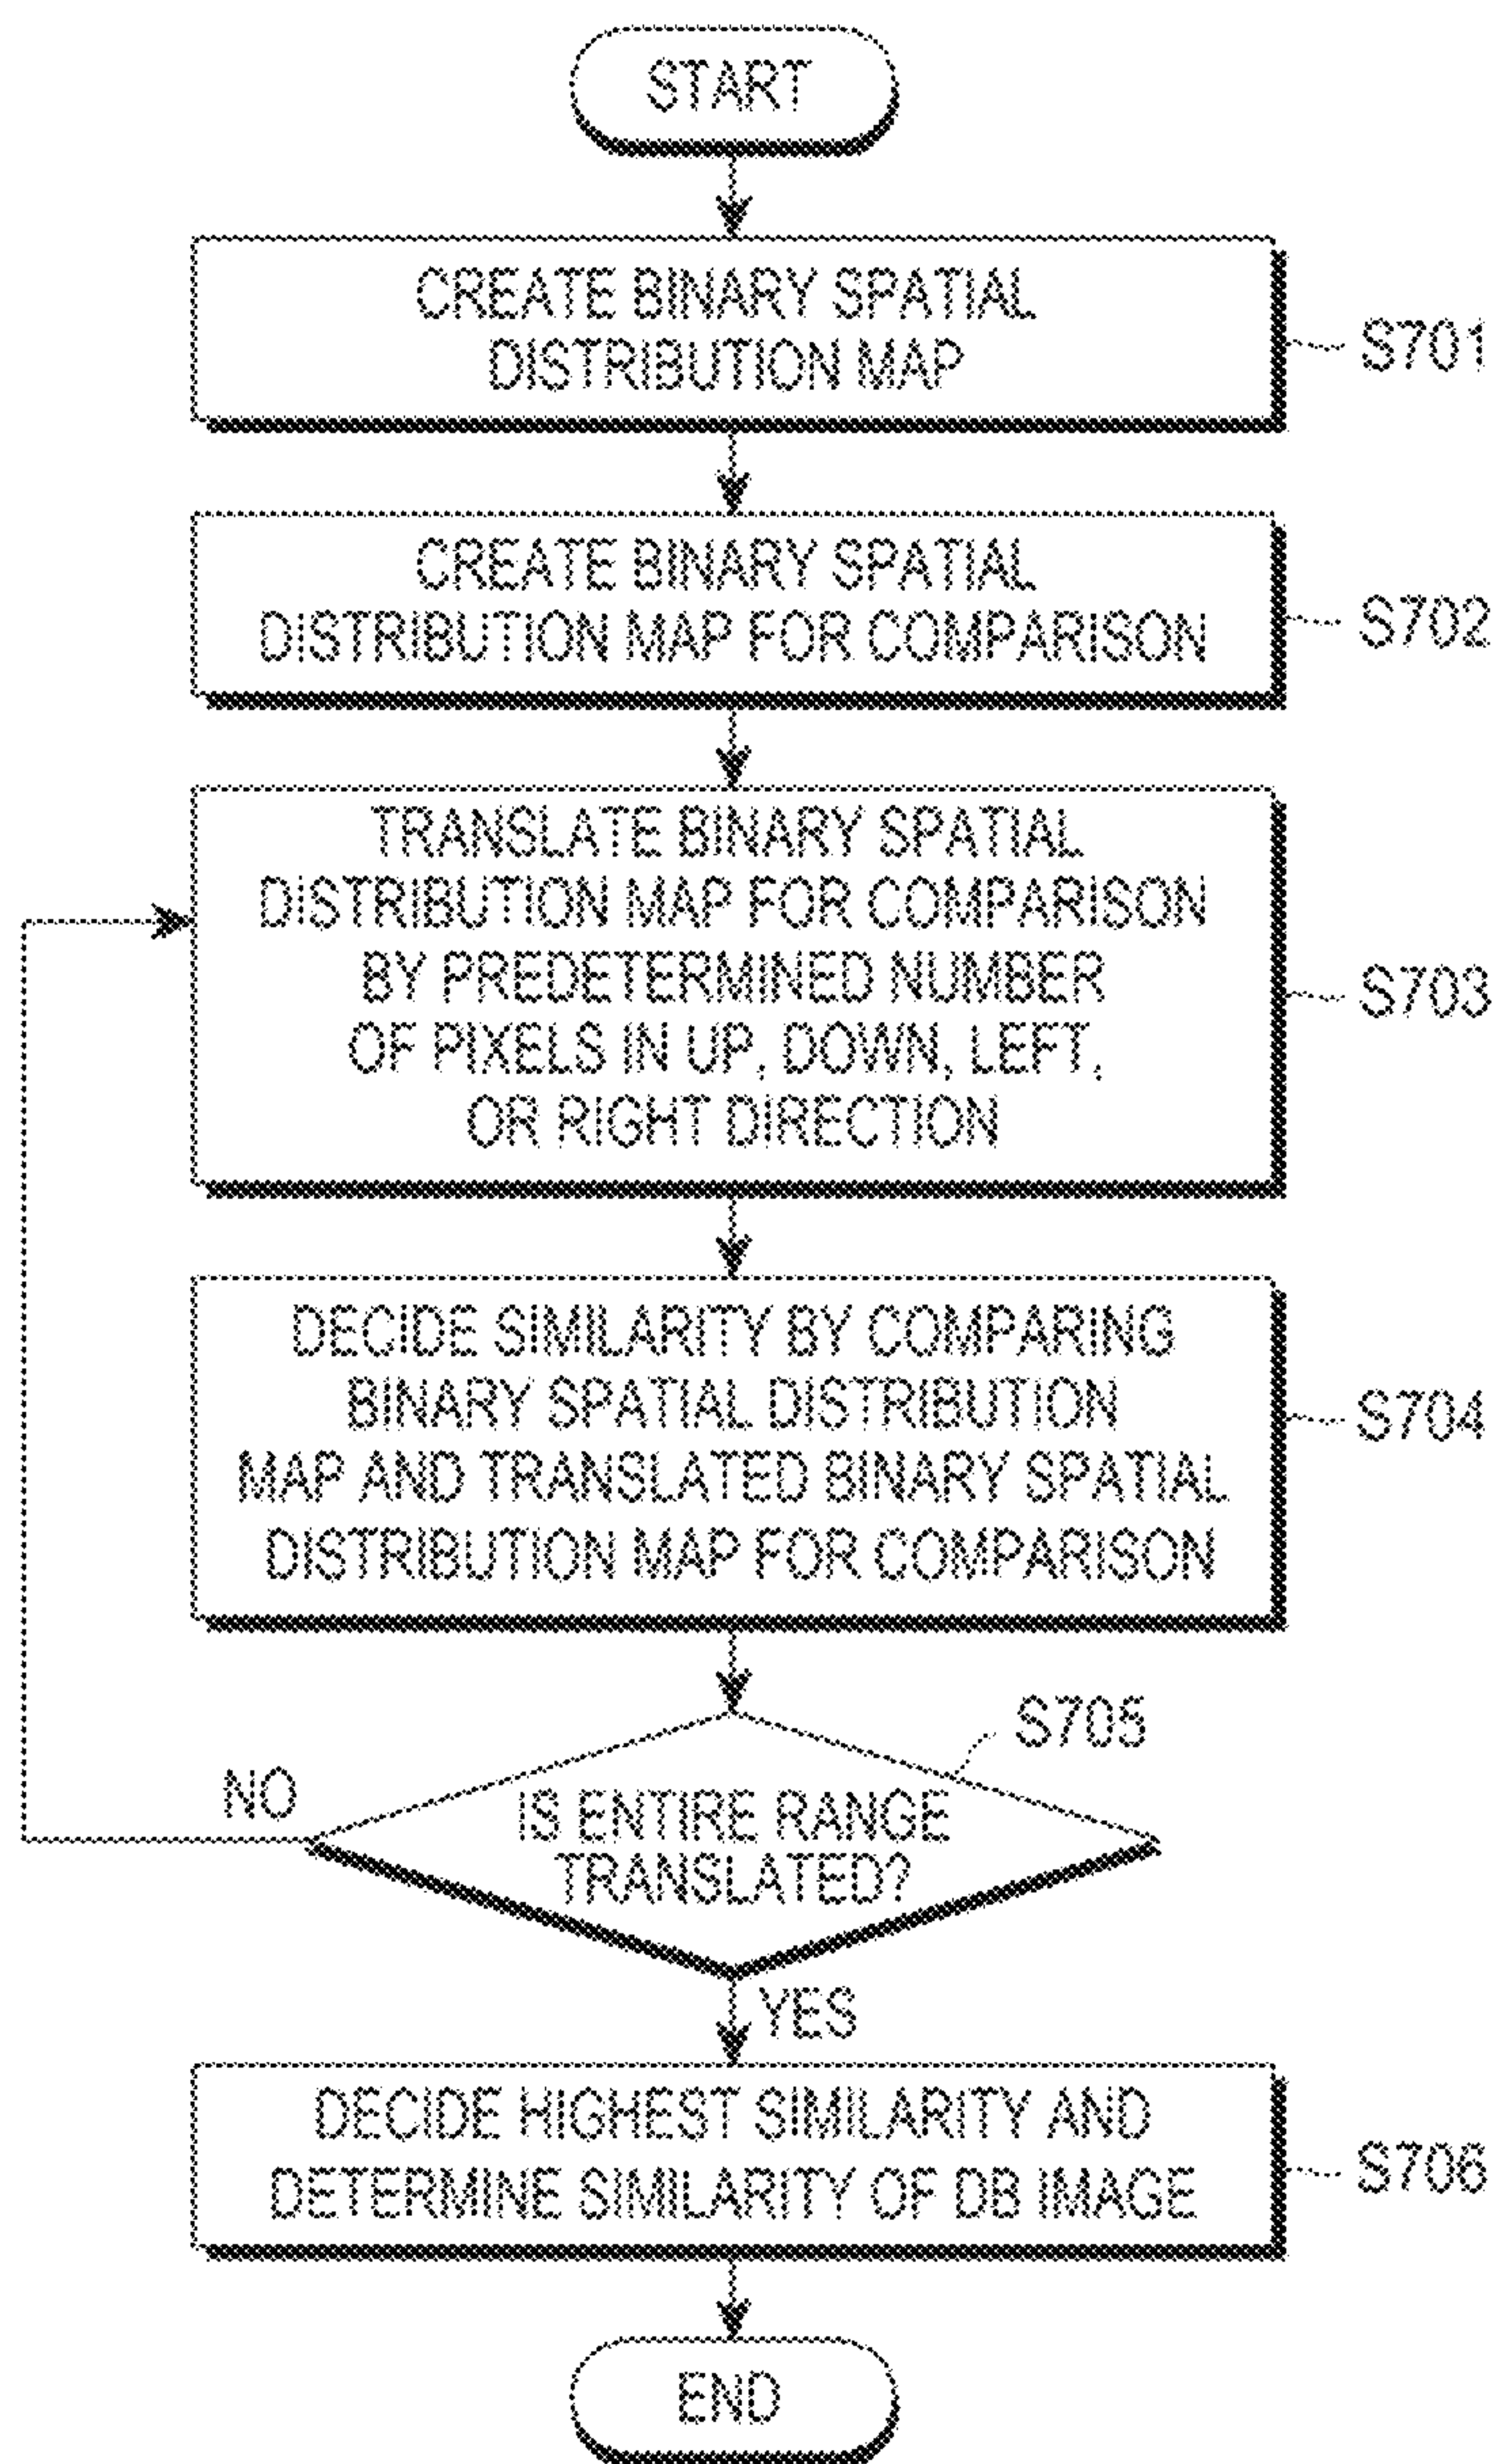 START
CREATE BINARY SPATIAL
DISTRIBUTION MAP
S701
CREATE BINARY SPATIAL
DISTRIBUTION MAP FOR COMPARISON
S702
TRANSLATE BINARY SPATIAL
DISTRIBUTION MAP FOR COMPARISON
BY PREDETERMINED NUMBER
OF PIXELS IN UP, DOWN, LEFT,
OR RIGHT DIRECTION
S703
DECIDE SIMILARITY BY COMPARING
BINARY SPATIAL DISTRIBUTION
MAP AND TRANSLATED BINARY SPATIAL
DISTRIBUTION MAP FOR COMPARISON
S704
S705
NO
IS ENTIRE RANGE
TRANSLATED?
YES
DECIDE HIGHEST SIMILARITY AND
DETERMINE SIMILARITY OF DB IMAGE
S706
END